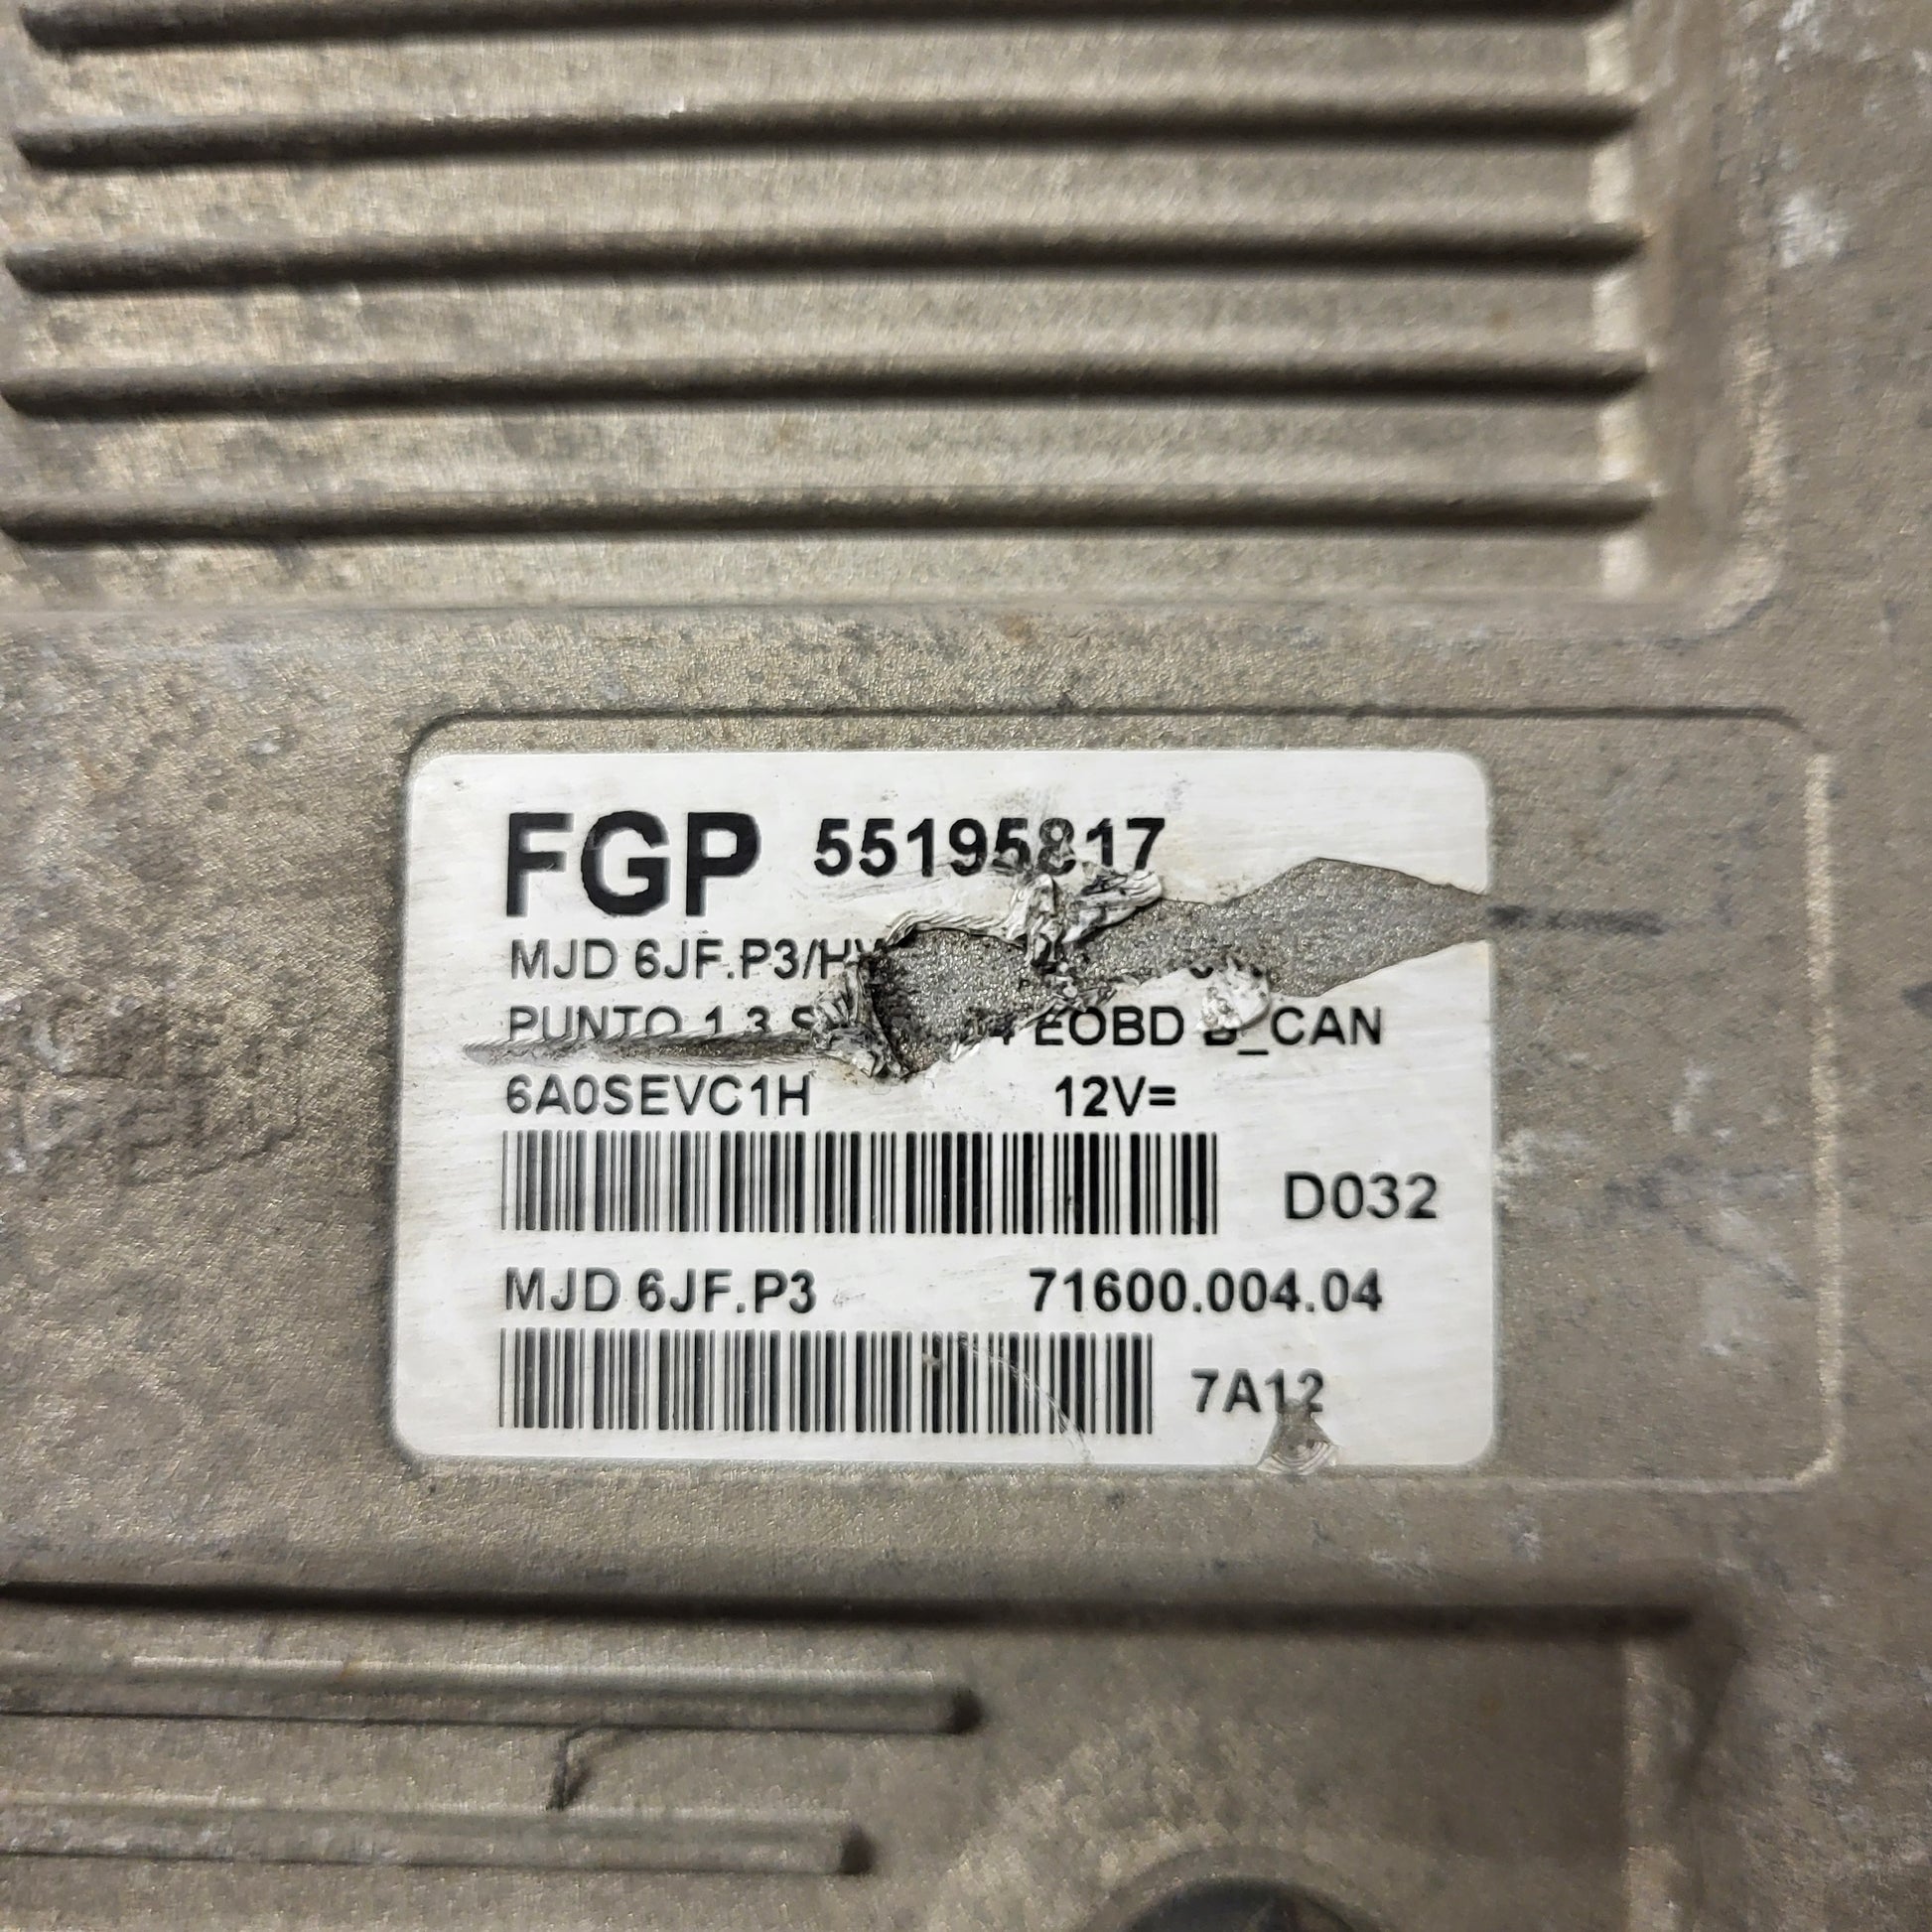 FGP 55195817
MJD 6JF.P3/H
PUNTO 1.3 EOBD B_CAN
6A0SEVC1H 12V=
D032
MJD 6JF.P3 71600.004.04
7A12